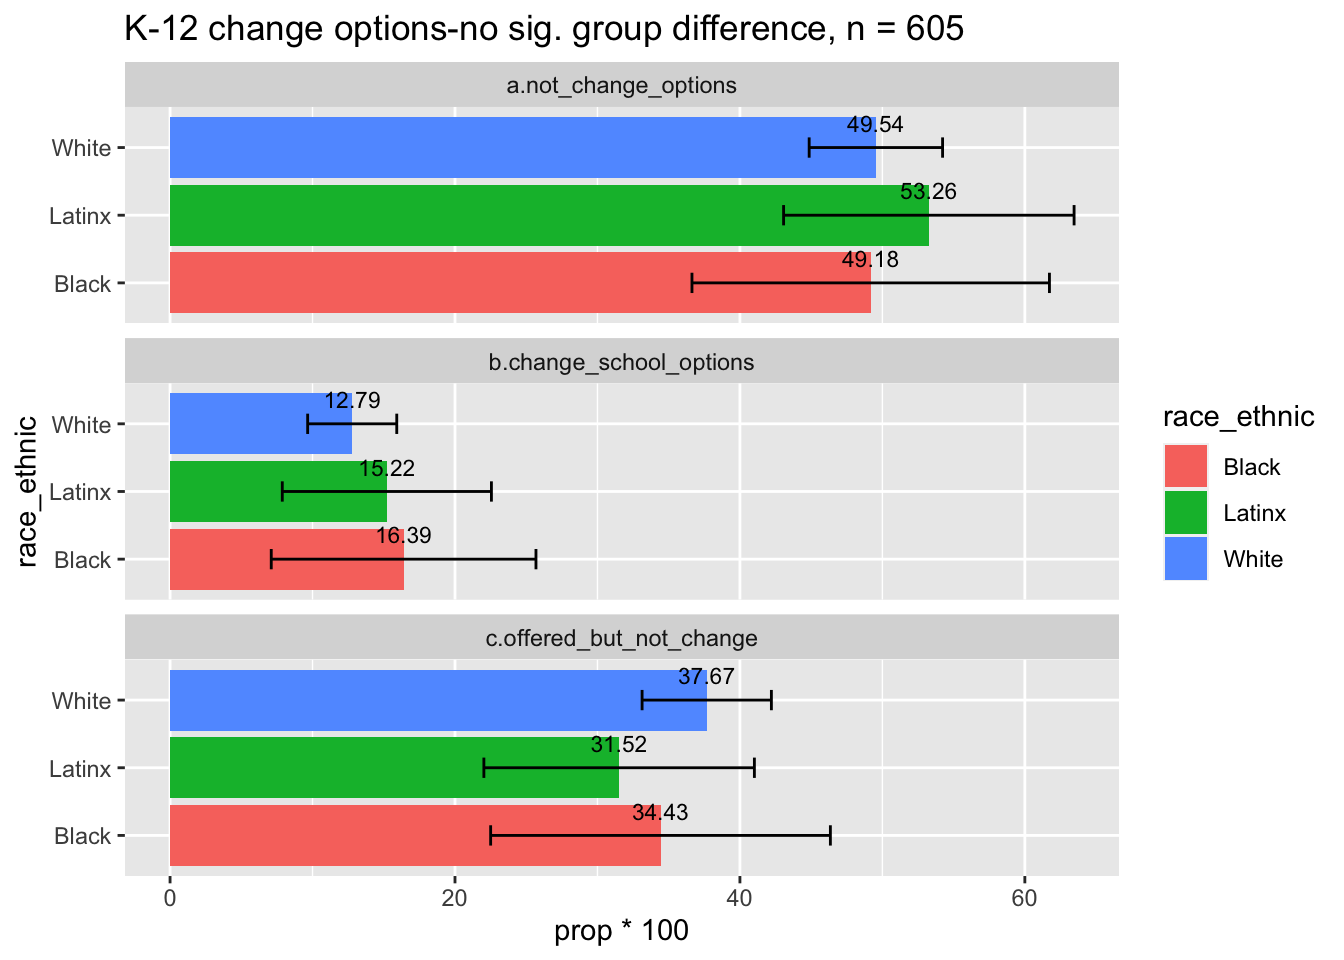 K-12 change options-no sig. group difference, n = 605
a.not_change_options
White
49.54
Latinx
53.26
Black
49.18
b.change_school_options
White
12.79
Latinx
15.22
Black
16.39
c.offered_but_not_change
White
37.67
Latinx
31.52
Black
34.43
0 20 40 60
prop * 100
race_ethnic
race_ethnic
Black
Latinx
White